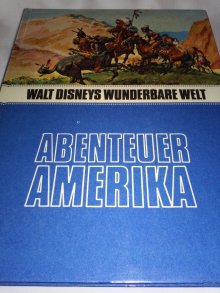 WALT DISNEYS WUNDERBARE WELT
ABENTEUER
AMERIKA